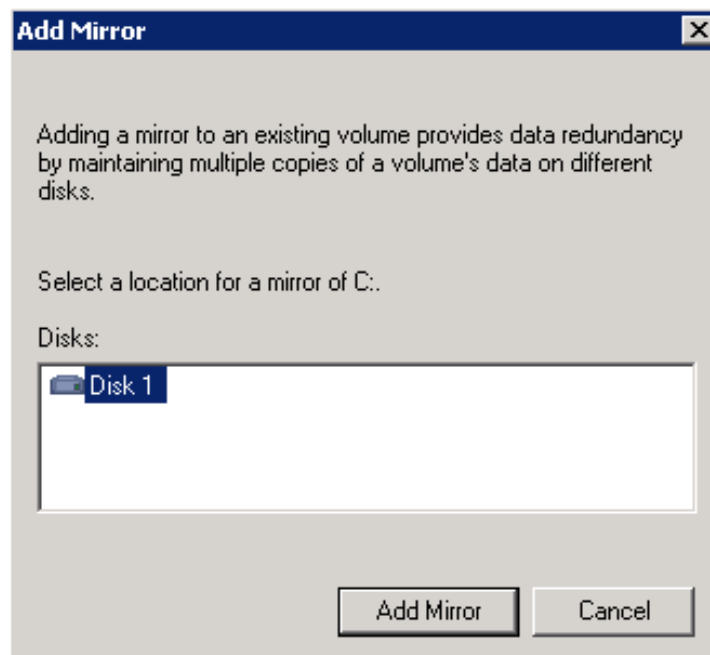 Add Mirror
Adding a mirror to an existing volume provides data redundancy
by maintaining multiple copies of a volume's data on different
disks.
Select a location for a mirror of C:.
Disks:
Disk 1
Add Mirror
Cancel